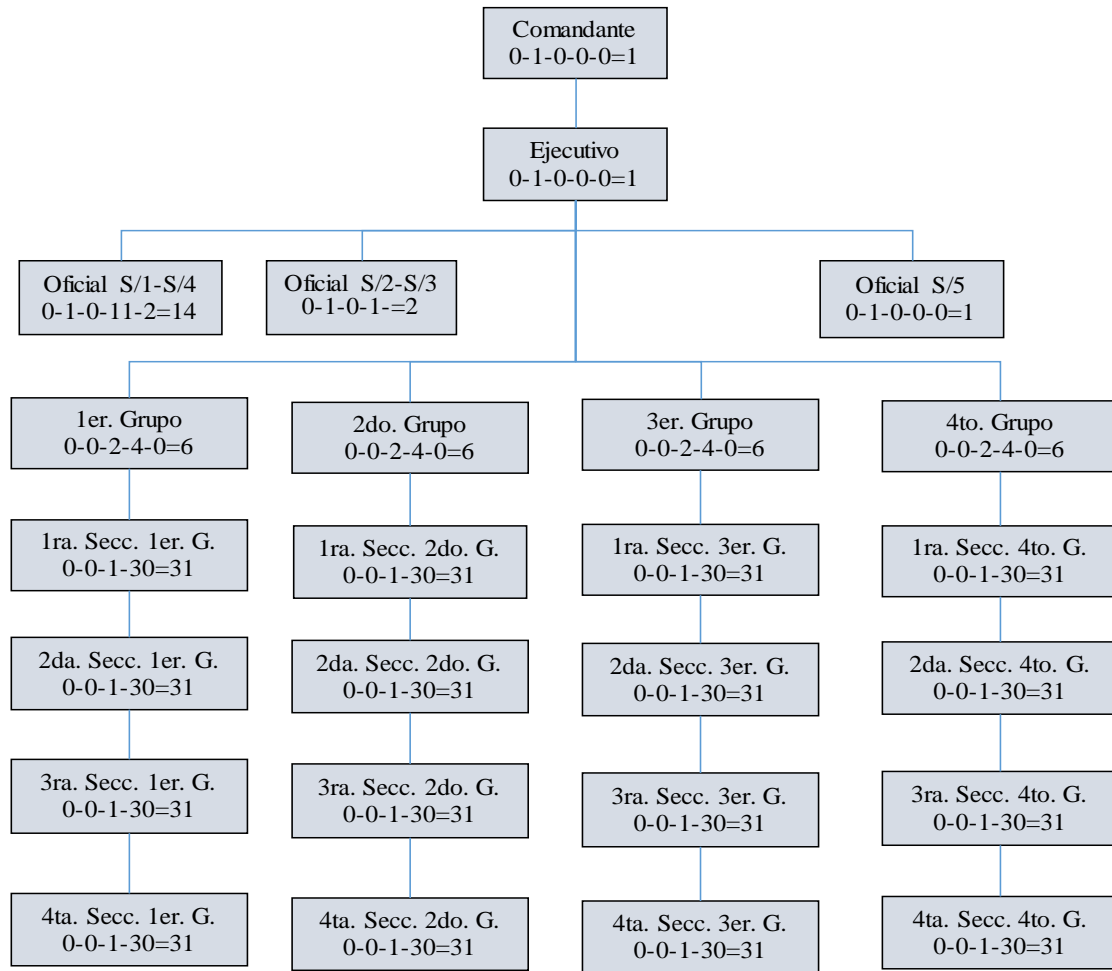 Comandante
0-1-0-0-0=1
Ejecutivo
0-1-0-0-0=1
Oficial S/1-S/4
0-1-0-11-2=14
Oficial S/2-S/3
0-1-0-1-=2
Oficial S/5
0-1-0-0-0=1
1er. Grupo
0-0-2-4-0=6
2do. Grupo
0-0-2-4-0=6
3er. Grupo
0-0-2-4-0=6
4to. Grupo
0-0-2-4-0=6
1ra. Secc. 1er. G.
0-0-1-30=31
1ra. Secc. 2do. G.
0-0-1-30=31
1ra. Secc. 3er. G.
0-0-1-30=31
1ra. Secc. 4to. G.
0-0-1-30=31
2da. Secc. 1er. G.
0-0-1-30=31
2da. Secc. 2do. G.
0-0-1-30=31
2da. Secc. 3er. G.
0-0-1-30=31
2da. Secc. 4to. G.
0-0-1-30=31
3ra. Secc. 1er. G.
0-0-1-30=31
3ra. Secc. 2do. G.
0-0-1-30=31
3ra. Secc. 3er. G.
0-0-1-30=31
3ra. Secc. 4to. G.
0-0-1-30=31
4ta. Secc. 1er. G.
0-0-1-30=31
4ta. Secc. 2do. G.
0-0-1-30=31
4ta. Secc. 3er. G.
0-0-1-30=31
4ta. Secc. 4to. G.
0-0-1-30=31